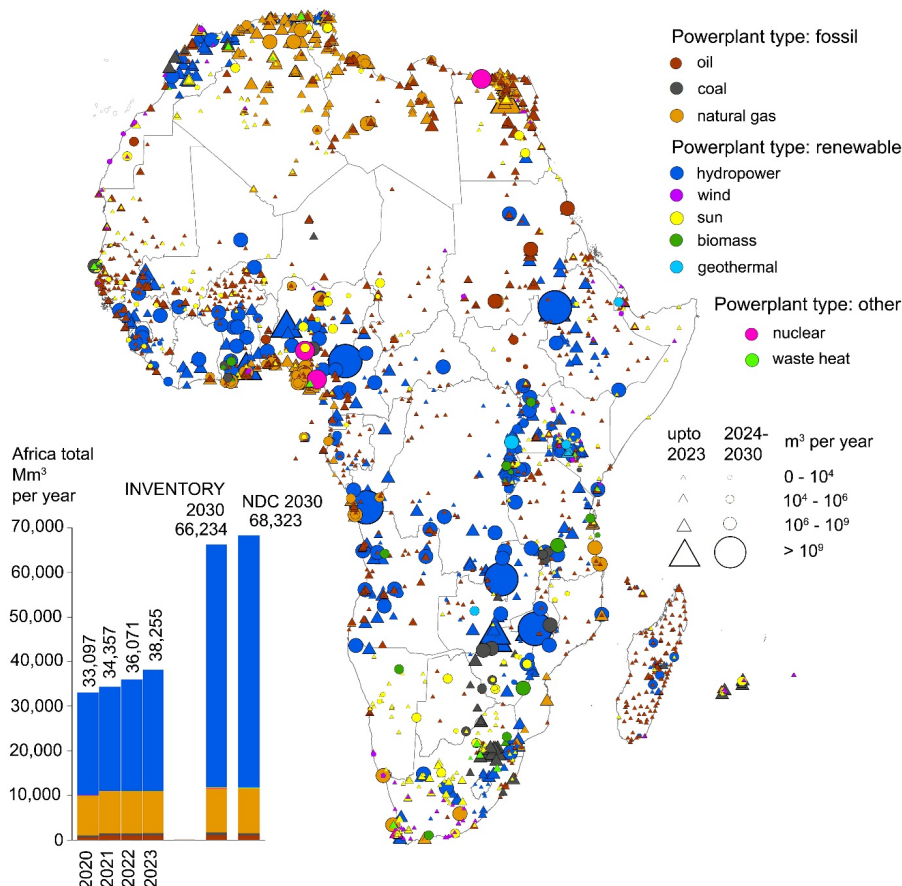 Powerplant type: fossil
oil
coal
natural gas
Powerplant type: renewable
hydropower
wind
sun
biomass
geothermal
Powerplant type: other
nuclear
waste heat
upto
2023
2024-
2030
m³ per year
0 - 10⁴
10⁴ - 10⁶
10⁶ - 10⁹
> 10⁹
Africa total
Mm³
per year
INVENTORY
2030
66,234
NDC 2030
68,323
70,000
60,000
50,000
40,000
30,000
20,000
10,000
0
33,097
34,357
36,071
38,255
2020
2021
2022
2023